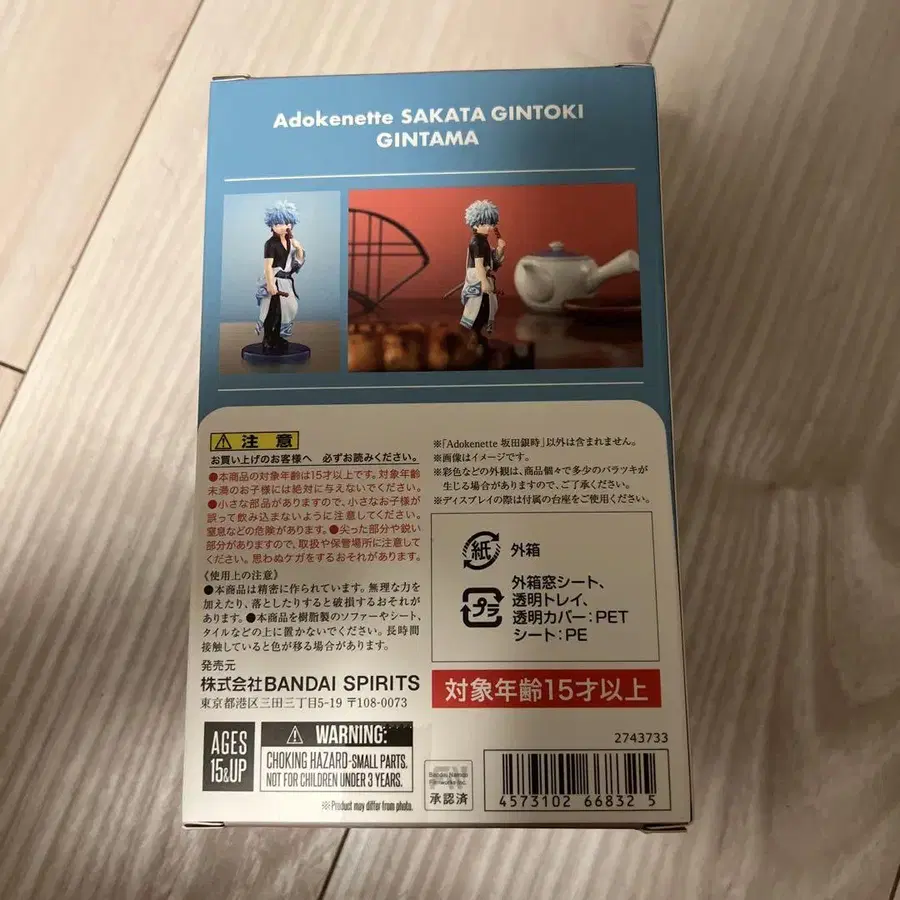 Adokenette SAKATA GINTOKI
GINTAMA
⚠ 注意
お買い上げのお客様へ 必ずお読みください。
●本商品の対象年齢は15才以上です。対象年齢
未満のお子様には絶対に与えないでください。
●小さな部品がありますので、小さなお子様が
誤って飲み込まないように注意してください。
窒息などの危険があります。●尖った部分や鋭い
部分がありますので、取扱や保管場所に注意して
ください。思わぬケガをするおそれがあります。
《使用上の注意》
●本商品は精密に作られています。無理な力を
加えたり、落としたりすると破損するおそれが
あります。●本商品を樹脂製のソファーやシート、
タイルなどの上に置かないでください。長時間
接触していると色が移る場合があります。
発売元
株式会社BANDAI SPIRITS
東京都港区三田三丁目5-19 〒108-0073
AGES
15&UP
⚠ WARNING:
CHOKING HAZARD-SMALL PARTS.
NOT FOR CHILDREN UNDER 3 YEARS.
※Product may differ from photo.
※「Adokenette 坂田銀時」以外は含まれません。
※画像はイメージです。
※彩色などの外観は、商品個々で多少のバラツキが
生じる場合がありますので、ご了承ください。
※ディスプレイの際は付属の台座をご使用ください。
紙 外箱
プラ
外箱窓シート、
透明トレイ、
透明カバー:PET
シート:PE
対象年齢15才以上
2743733
Bandai Namco
Filmworks Inc.
承認済
4573102 66832 5